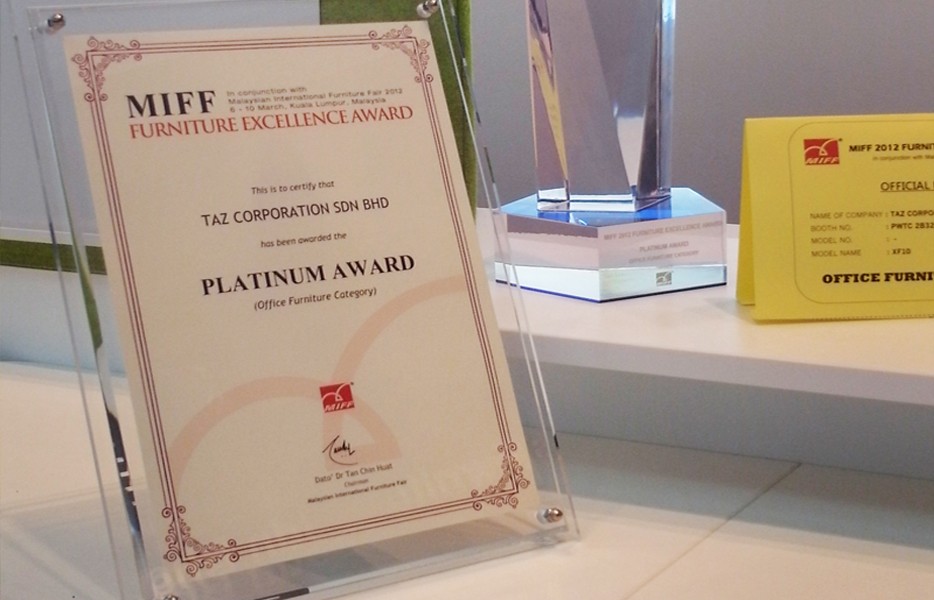 MIFF
In conjunction with
Malaysian International Furniture Fair 2012
6 - 10 March, Kuala Lumpur, Malaysia
FURNITURE EXCELLENCE AWARD
This is to certify that
TAZ CORPORATION SDN BHD
has been awarded the
PLATINUM AWARD
(Office Furniture Category)
MIFF
Dato' Dr Tan Chin Huat
Chairman
Malaysian International Furniture Fair
MIFF 2012 FURNITURE EXCELLENCE AWARD
PLATINUM AWARD
OFFICE FURNITURE CATEGORY
MIFF
MIFF 2012 FURNIT
In conjunction with
OFFICIAL
NAME OF COMPANY : TAZ CORPO
BOOTH NO. : PWTC 2B32
MODEL NO. : -
MODEL NAME : XF10
OFFICE FURNI